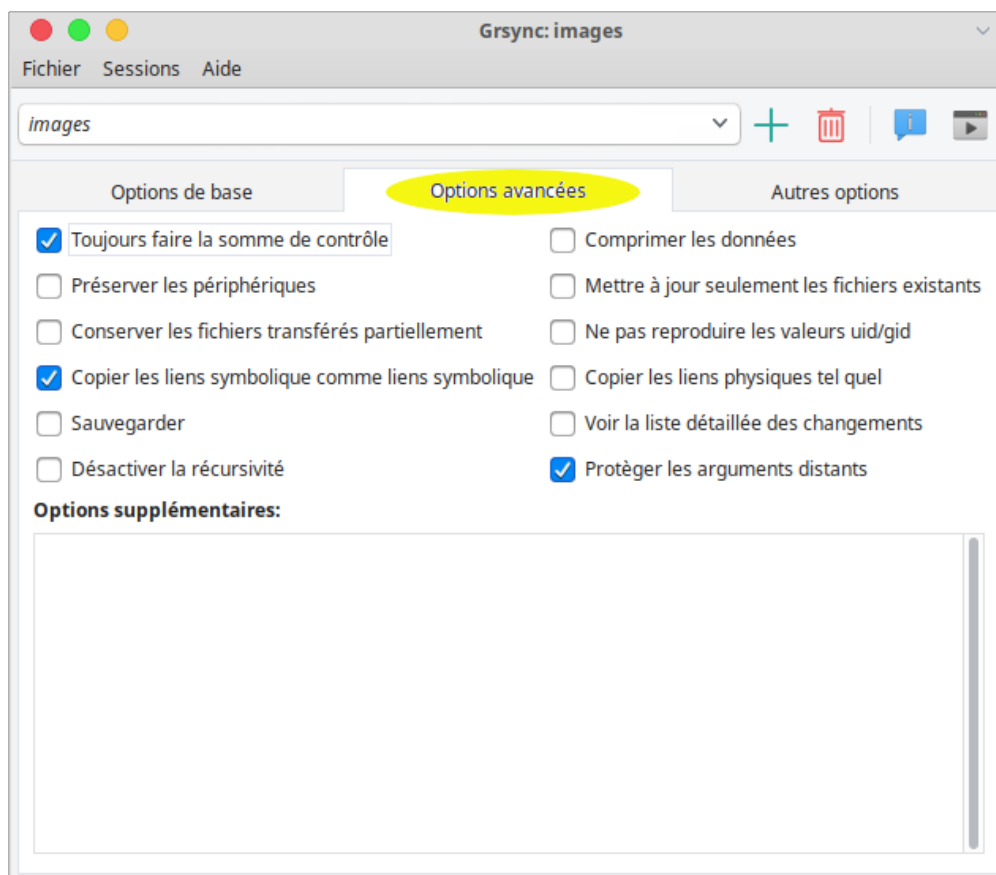 Grsync: images
Fichier Sessions Aide
images
Options de base Options avancées Autres options
Toujours faire la somme de contrôle Comprimer les données
Préserver les périphériques Mettre à jour seulement les fichiers existants
Conserver les fichiers transférés partiellement Ne pas reproduire les valeurs uid/gid
Copier les liens symbolique comme liens symbolique Copier les liens physiques tel quel
Sauvegarder Voir la liste détaillée des changements
Désactiver la récursivité Protèger les arguments distants
Options supplémentaires: